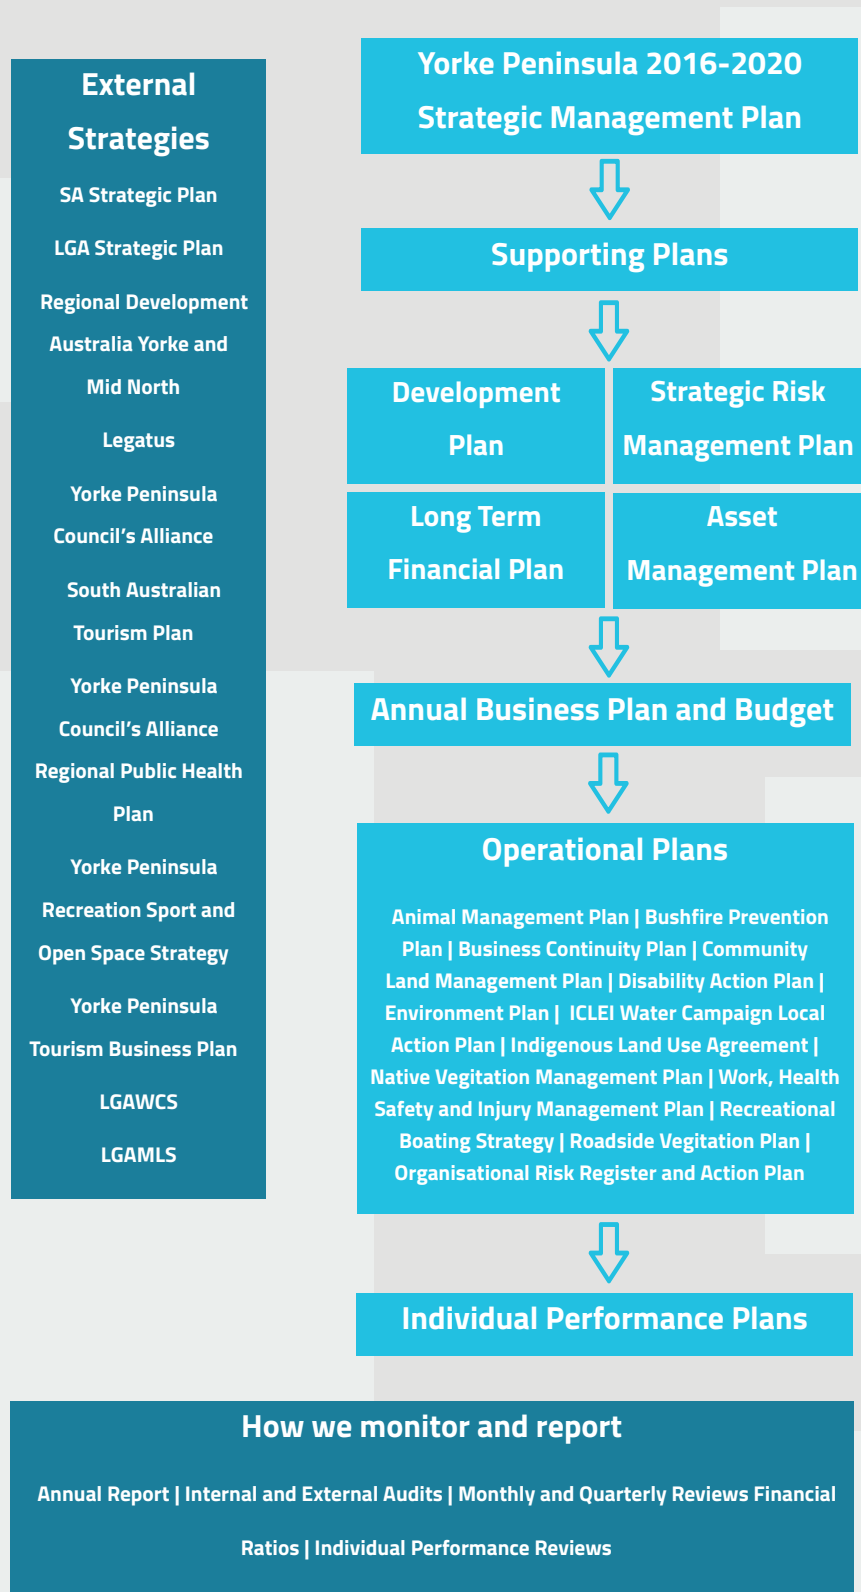 External
Strategies
SA Strategic Plan
LGA Strategic Plan
Regional Development
Australia Yorke and
Mid North
Legatus
Yorke Peninsula
Council’s Alliance
South Australian
Tourism Plan
Yorke Peninsula
Council’s Alliance
Regional Public Health
Plan
Yorke Peninsula
Recreation Sport and
Open Space Strategy
Yorke Peninsula
Tourism Business Plan
LGAWCS
LGAMLS
Yorke Peninsula 2016-2020
Strategic Management Plan
Supporting Plans
Development
Plan
Strategic Risk
Management Plan
Long Term
Financial Plan
Asset
Management Plan
Annual Business Plan and Budget
Operational Plans
Animal Management Plan | Bushfire Prevention
Plan | Business Continuity Plan | Community
Land Management Plan | Disability Action Plan |
Environment Plan | ICLEI Water Campaign Local
Action Plan | Indigenous Land Use Agreement |
Native Vegitation Management Plan | Work, Health
Safety and Injury Management Plan | Recreational
Boating Strategy | Roadside Vegitation Plan |
Organisational Risk Register and Action Plan
Individual Performance Plans
How we monitor and report
Annual Report | Internal and External Audits | Monthly and Quarterly Reviews Financial
Ratios | Individual Performance Reviews